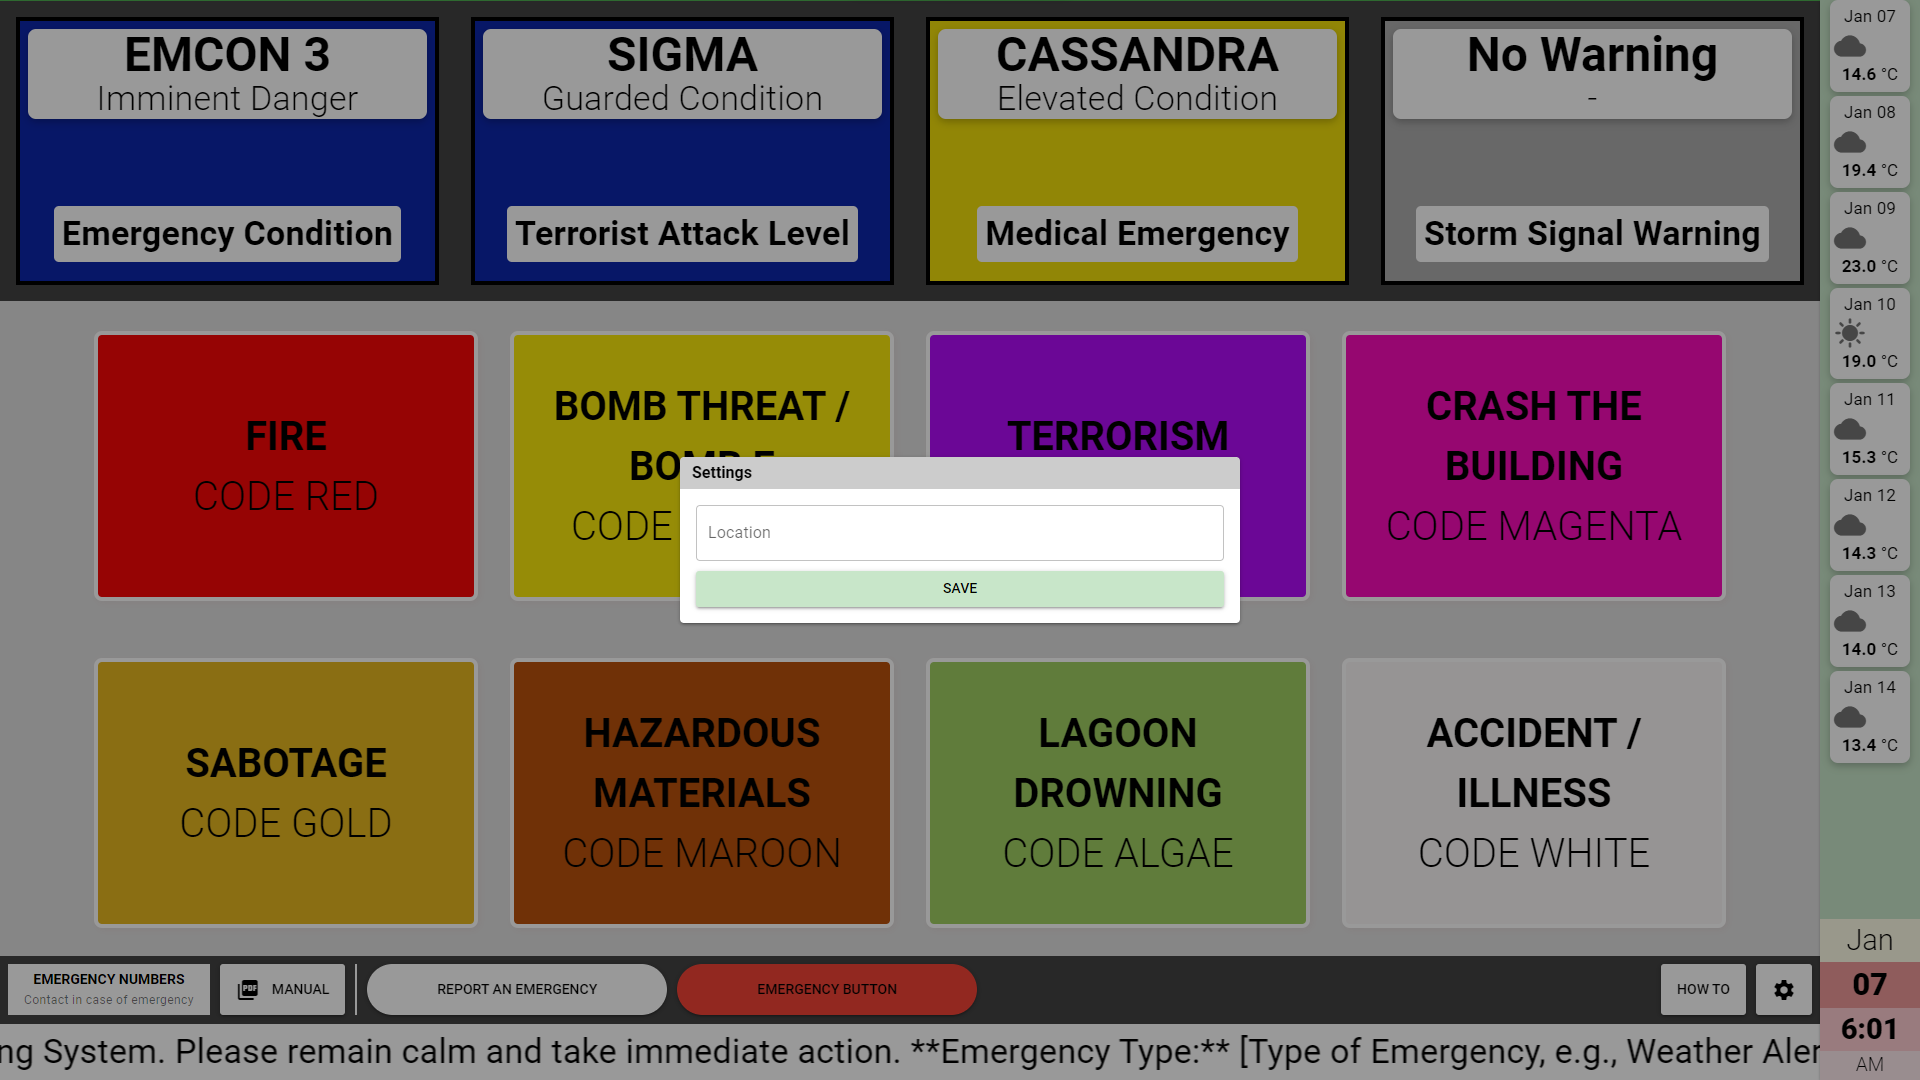 EMCON 3
Imminent Danger
Emergency Condition
SIGMA
Guarded Condition
Terrorist Attack Level
CASSANDRA
Elevated Condition
Medical Emergency
No Warning
-
Storm Signal Warning
FIRE
CODE RED
BOMB THREAT /
CODE
TERRORISM
CRASH THE
BUILDING
CODE MAGENTA
Settings
Location
SAVE
SABOTAGE
CODE GOLD
HAZARDOUS
MATERIALS
CODE MAROON
LAGOON
DROWNING
CODE ALGAE
ACCIDENT /
ILLNESS
CODE WHITE
EMERGENCY NUMBERS
Contact in case of emergency
PDF
MANUAL
REPORT AN EMERGENCY
EMERGENCY BUTTON
HOW TO
ng System. Please remain calm and take immediate action. **Emergency Type:** [Type of Emergency, e.g., Weather Aler
Jan 07
14.6 °C
Jan 08
19.4 °C
Jan 09
23.0 °C
Jan 10
19.0 °C
Jan 11
15.3 °C
Jan 12
14.3 °C
Jan 13
14.0 °C
Jan 14
13.4 °C
Jan
07
6:01
AM